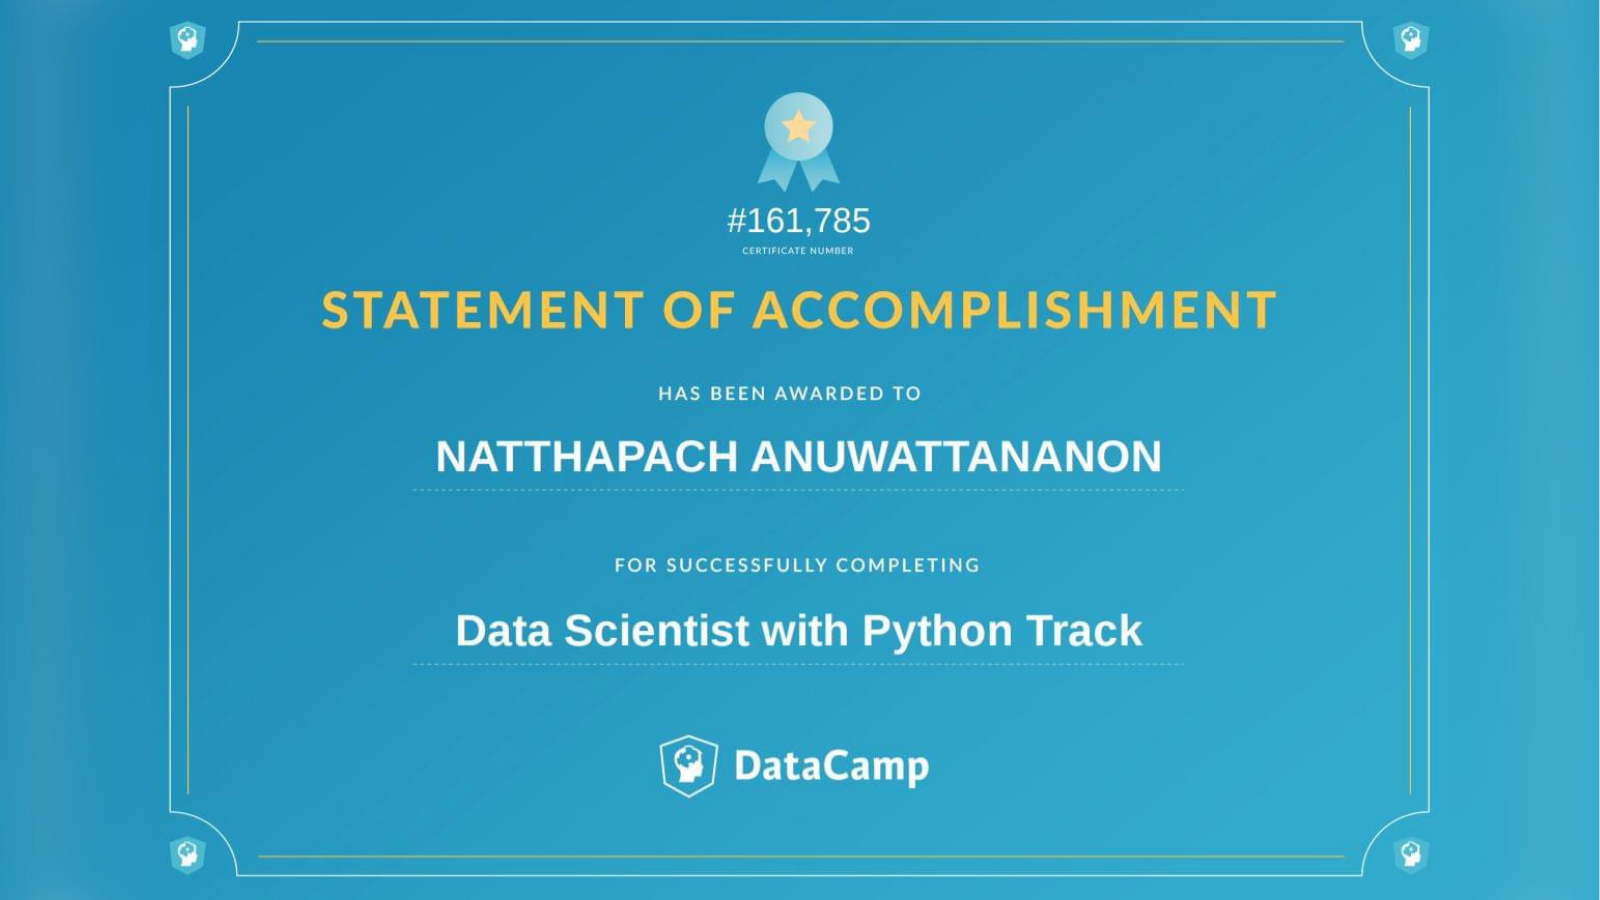 #161,785
CERTIFICATE NUMBER
STATEMENT OF ACCOMPLISHMENT
HAS BEEN AWARDED TO
NATTHAPACH ANUWATTANANON
FOR SUCCESSFULLY COMPLETING
Data Scientist with Python Track
DataCamp